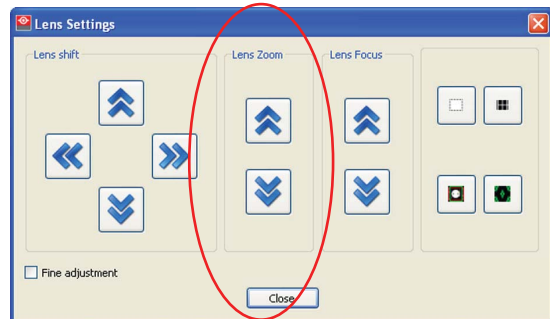 Lens Settings
Lens shift
Lens Zoom
Lens Focus
Fine adjustment
Close